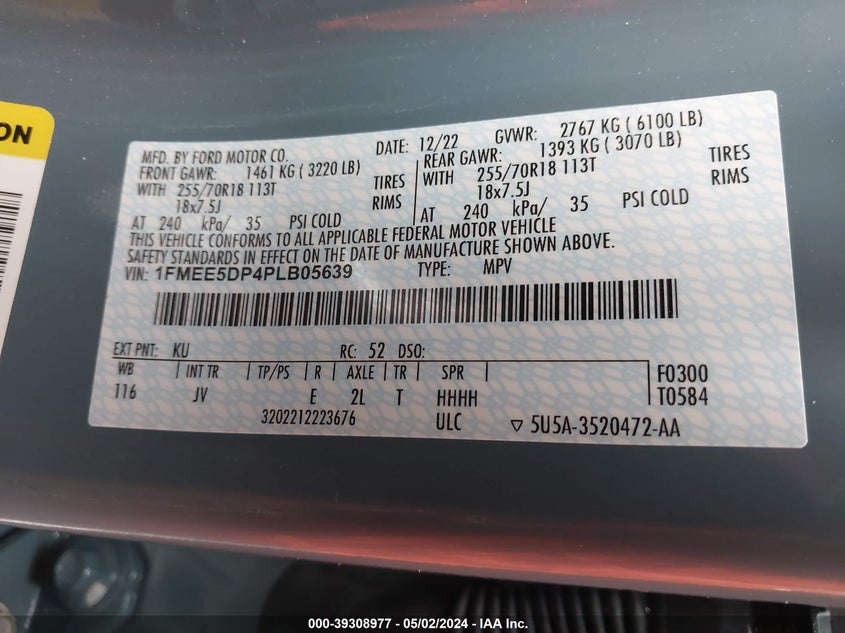 ON
MFD. BY FORD MOTOR CO. DATE: 12/22 GVWR: 2767 KG ( 6100 LB)
FRONT GAWR: 1461 KG ( 3220 LB) REAR GAWR: 1393 KG ( 3070 LB)
WITH 255/70R18 113T TIRES WITH 255/70R18 113T TIRES
18x7.5J RIMS 18x7.5J RIMS
AT 240 kPa/ 35 PSI COLD AT 240 kPa/ 35 PSI COLD
THIS VEHICLE CONFORMS TO ALL APPLICABLE FEDERAL MOTOR VEHICLE
SAFETY STANDARDS IN EFFECT ON THE DATE OF MANUFACTURE SHOWN ABOVE.
VIN: 1FMEE5DP4PLB05639 TYPE: MPV
EXT PNT: KU RC: 52 DSO:
WB INT TR TP/PS R AXLE TR SPR F0300
116 JV E 2L T HHHH T0584
3202212223676 ULC ▽ 5U5A-3520472-AA
000-39308977 - 05/02/2024 - IAA Inc.